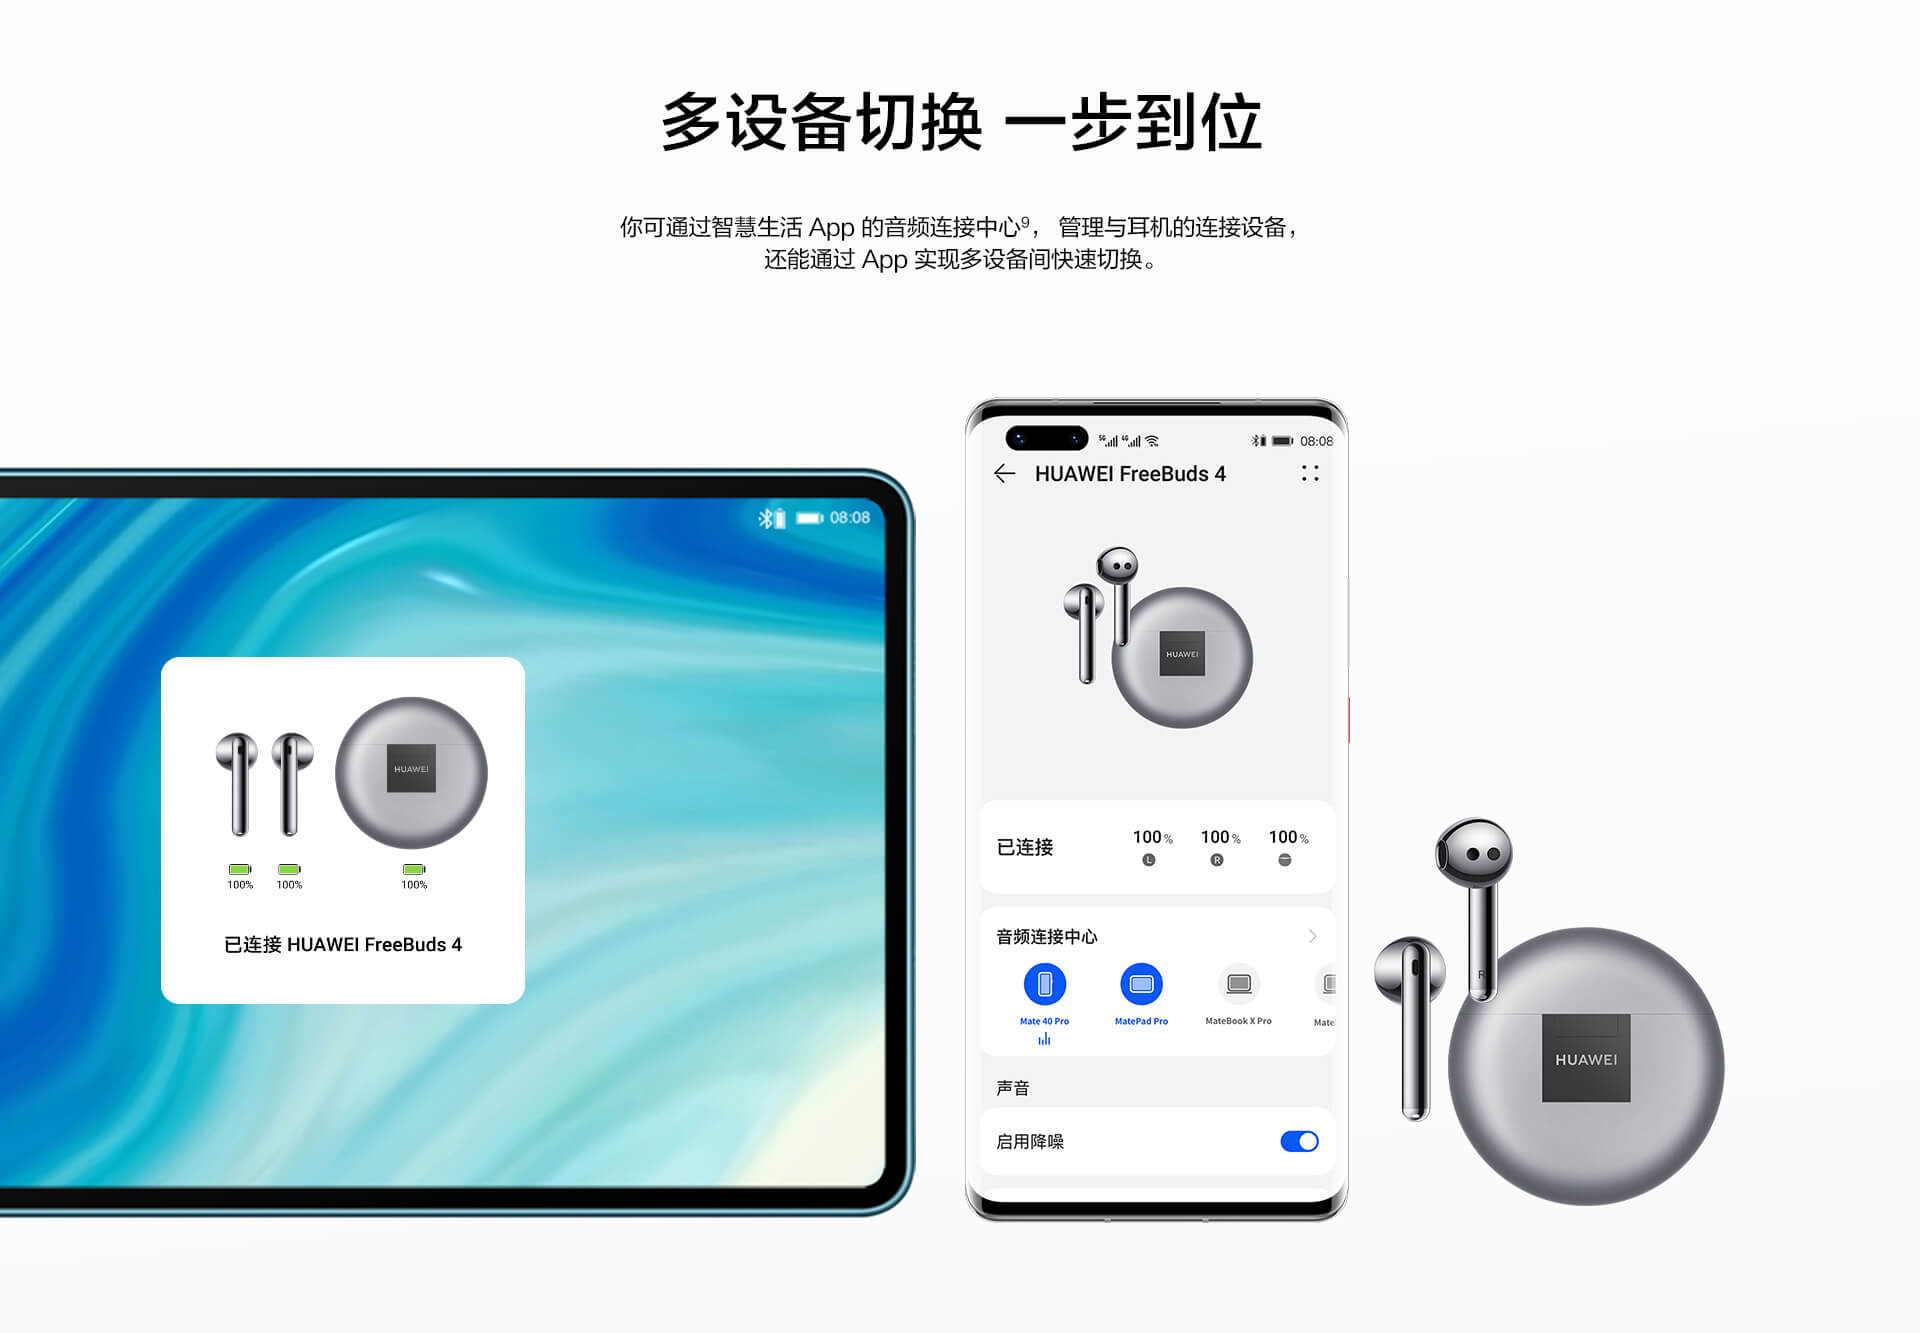 多设备切换 一步到位
你可通过智慧生活 App 的音频连接中心9， 管理与耳机的连接设备，
还能通过 App 实现多设备间快速切换。
08:08
HUAWEI
100%
100%
100%
已连接 HUAWEI FreeBuds 4
5G 4G 08:08
HUAWEI FreeBuds 4
HUAWEI
已连接
100% 100% 100%
L R
音频连接中心
Mate 40 Pro MatePad Pro MateBook X Pro Mate
声音
启用降噪
R
HUAWEI